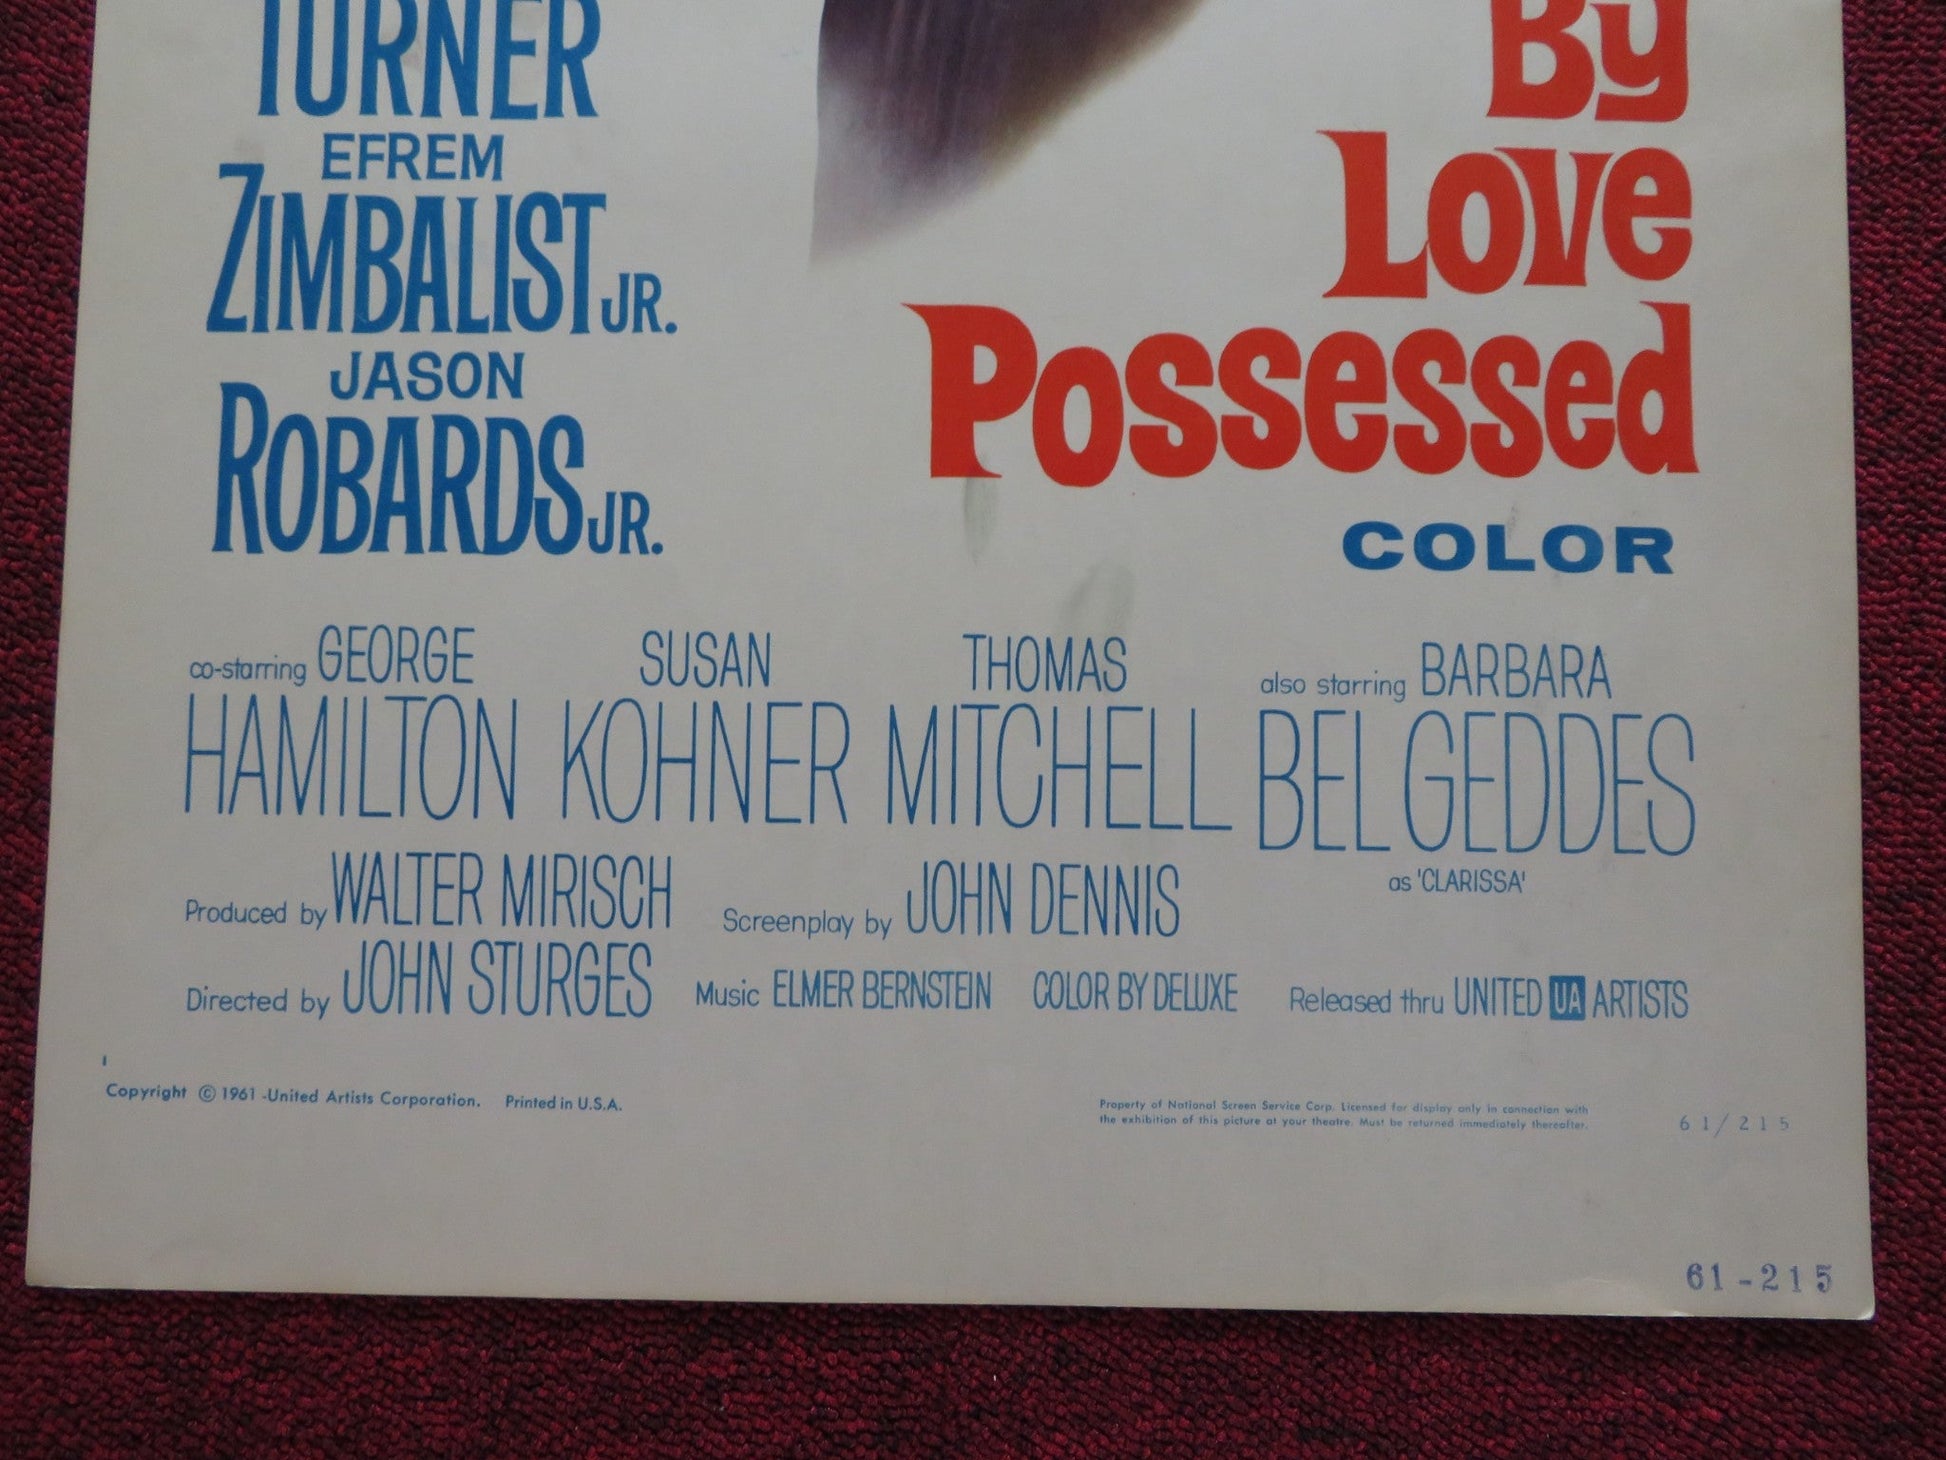 TURNER
EFREM
ZIMBALIST JR.
JASON
ROBARDS JR.
By
Love
Possessed
COLOR
co-starring GEORGE HAMILTON
SUSAN KOHNER
THOMAS MITCHELL
also starring BARBARA BEL GEDDES
as 'CLARISSA'
Produced by WALTER MIRISCH
Screenplay by JOHN DENNIS
Directed by JOHN STURGES
Music ELMER BERNSTEIN
COLOR BY DELUXE
Released thru UNITED UA ARTISTS
Copyright © 1961 -United Artists Corporation. Printed in U.S.A.
Property of National Screen Service Corp. Licensed for display only in connection with
the exhibition of this picture at your theatre. Must be returned immediately thereafter.
61/215
61-215